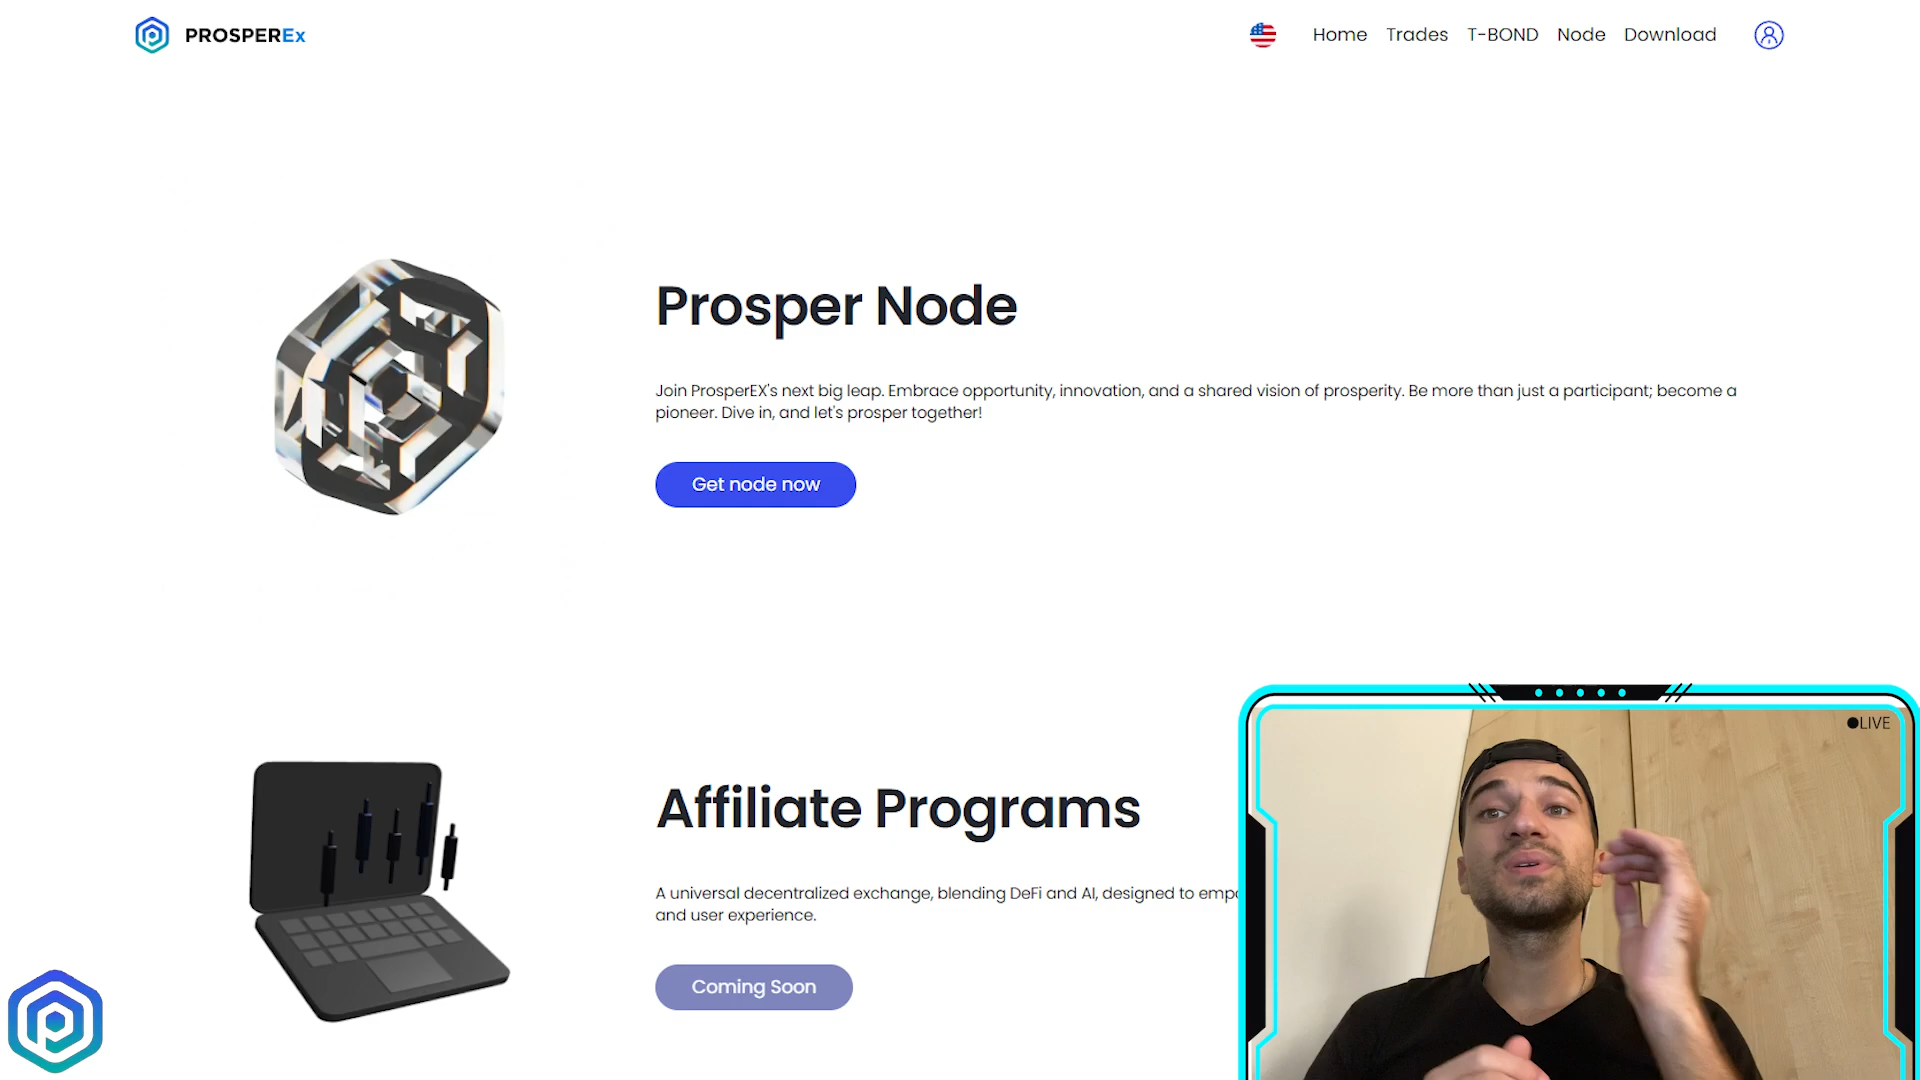 PROSPEREx
Home Trades T-BOND Node Download
Prosper Node
Join ProsperEX's next big leap. Embrace opportunity, innovation, and a shared vision of prosperity. Be more than just a participant; become a
pioneer. Dive in, and let's prosper together!
Get node now
LIVE
Affiliate Programs
A universal decentralized exchange, blending DeFi and AI, designed to
and user experience.
Coming Soon